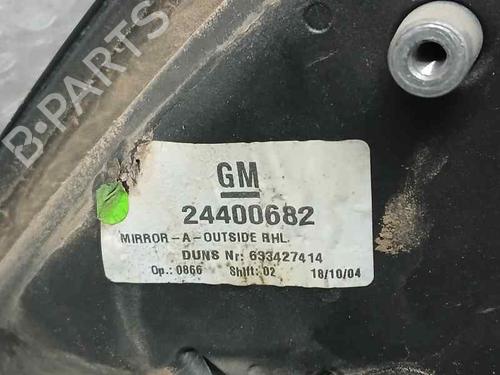 B-PARTS
GM
24400682
MIRROR-A-OUTSIDE RHL.
DUNS Nr: 633427414
Op.: 0866 Shift: 02 18/10/04